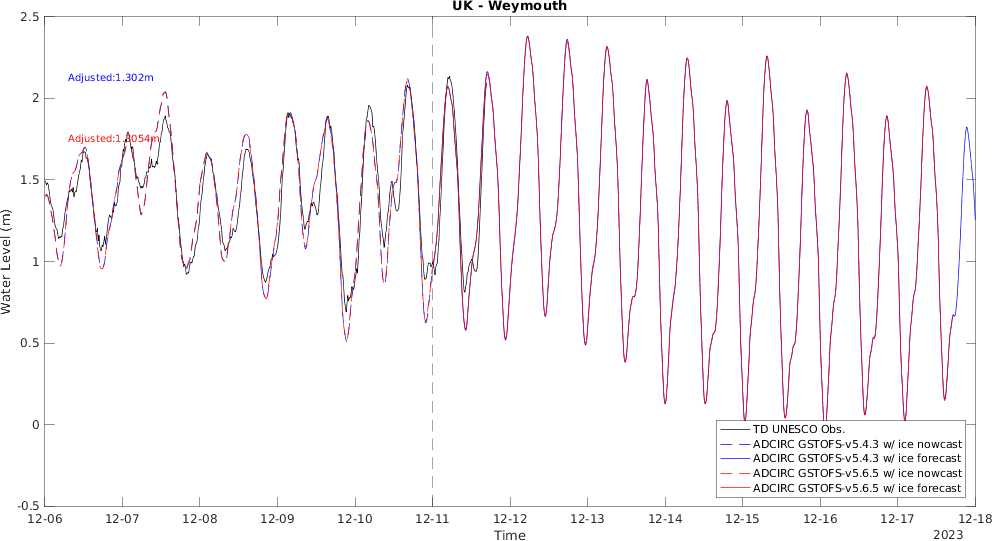 UK - Weymouth
2.5
2
1.5
1
0.5
0
-0.5
Water Level (m)
Adjusted:1.302m
Adjusted:1.3054m
TD UNESCO Obs.
ADCIRC GSTOFS-v5.4.3 w/ ice nowcast
ADCIRC GSTOFS-v5.4.3 w/ ice forecast
ADCIRC GSTOFS-v5.6.5 w/ ice nowcast
ADCIRC GSTOFS-v5.6.5 w/ ice forecast
12-06 12-07 12-08 12-09 12-10 12-11 12-12 12-13 12-14 12-15 12-16 12-17 12-18
Time
2023